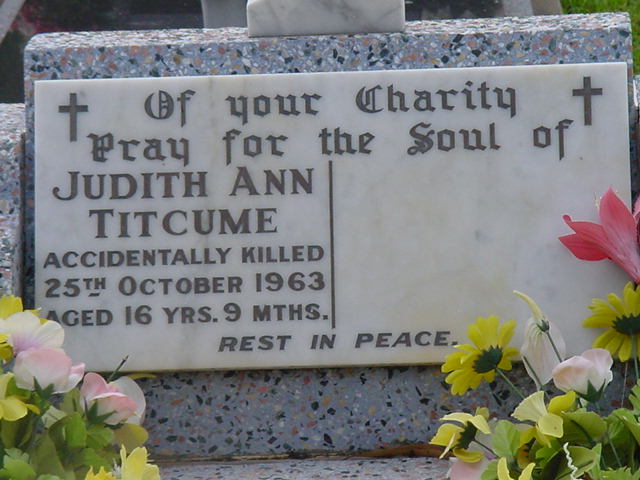 Of your Charity
Pray for the Soul of
JUDITH ANN
TITCUME
ACCIDENTALLY KILLED
25TH OCTOBER 1963
AGED 16 YRS. 9 MTHS.
REST IN PEACE.